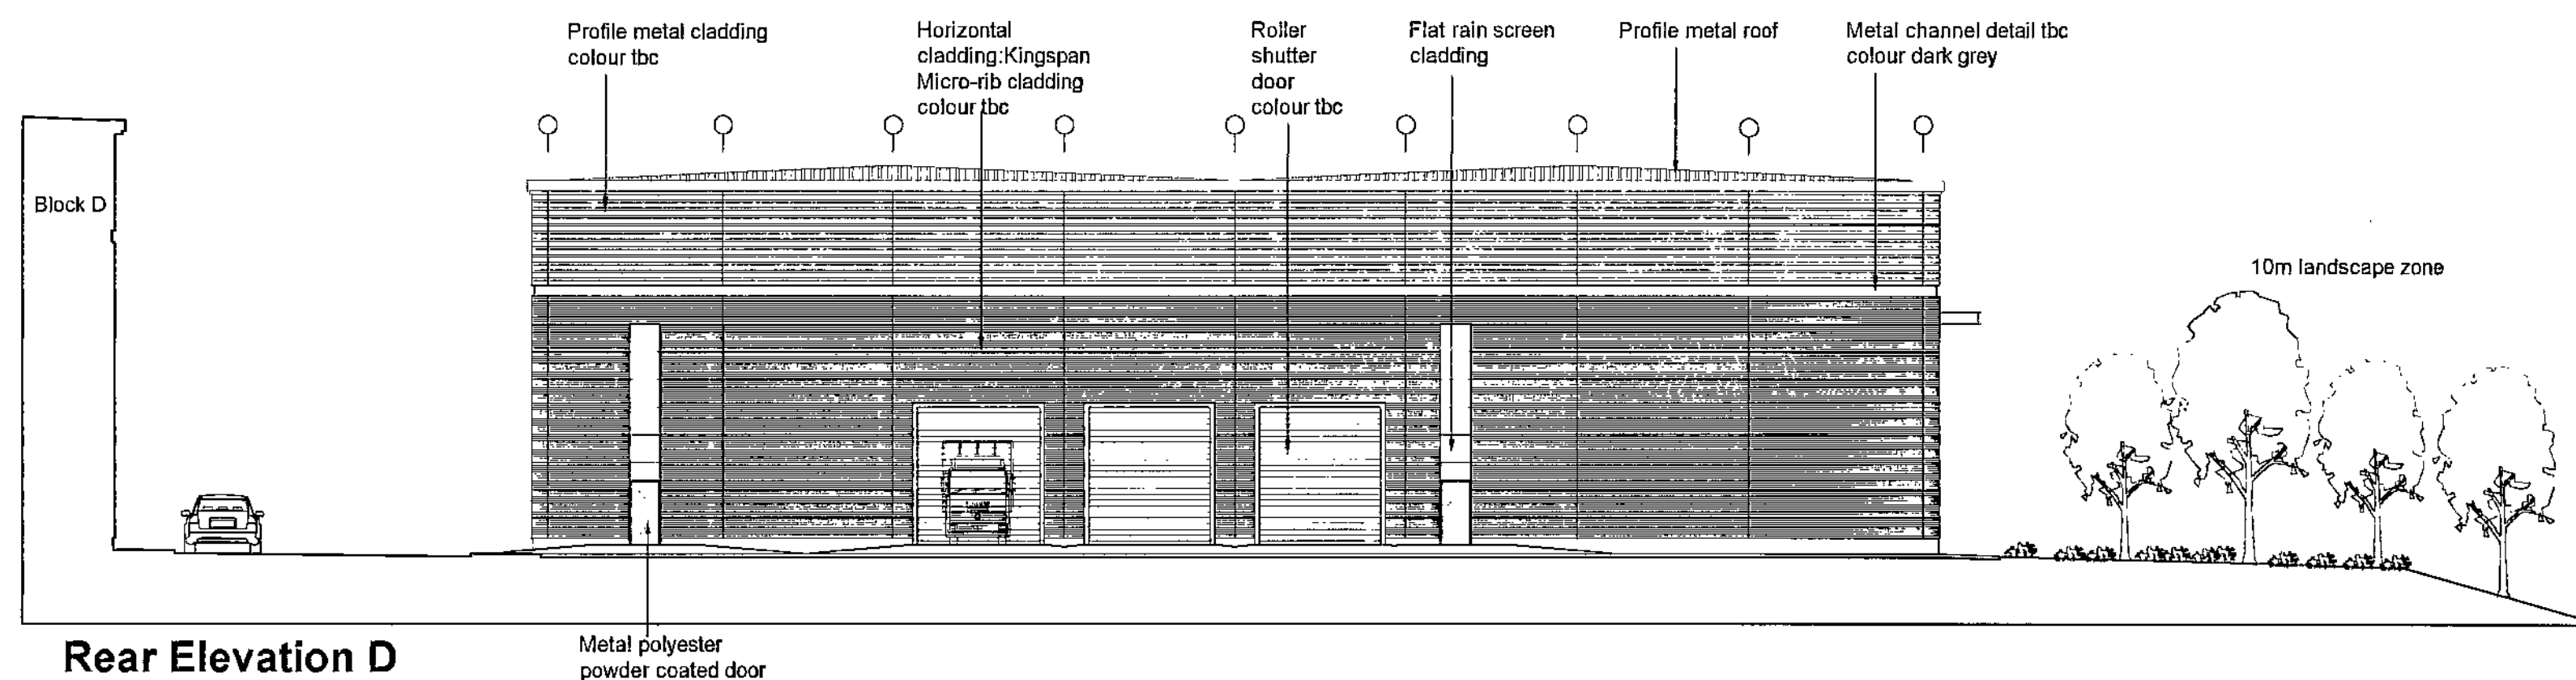 Profile metal cladding
colour tbc
Horizontal
cladding:Kingspan
Micro-rib cladding
colour tbc
Roller
shutter
door
colour tbc
Flat rain screen
cladding
Profile metal roof
Metal channel detail tbc
colour dark grey
Block D
10m landscape zone
Metal polyester
powder coated door
Rear Elevation D